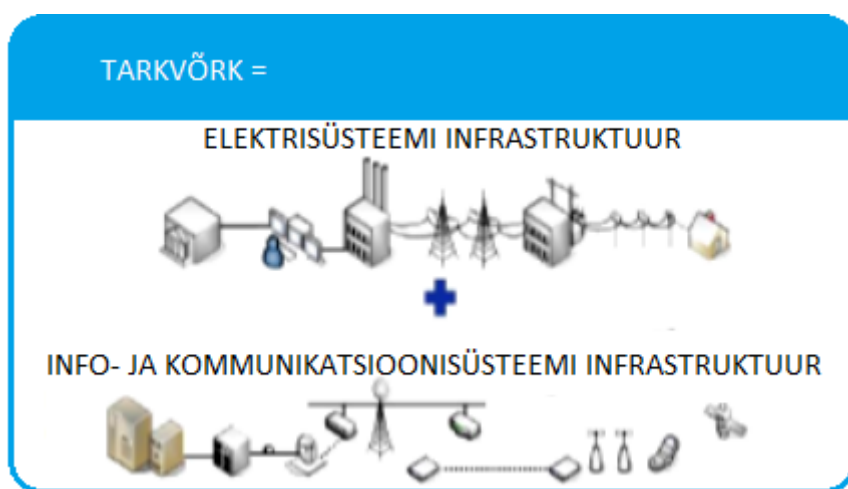 TARKVÕRK =
ELEKTRISÜSTEEMI INFRASTRUKTUUR
INFO- JA KOMMUNIKATSIOONISÜSTEEMI INFRASTRUKTUUR